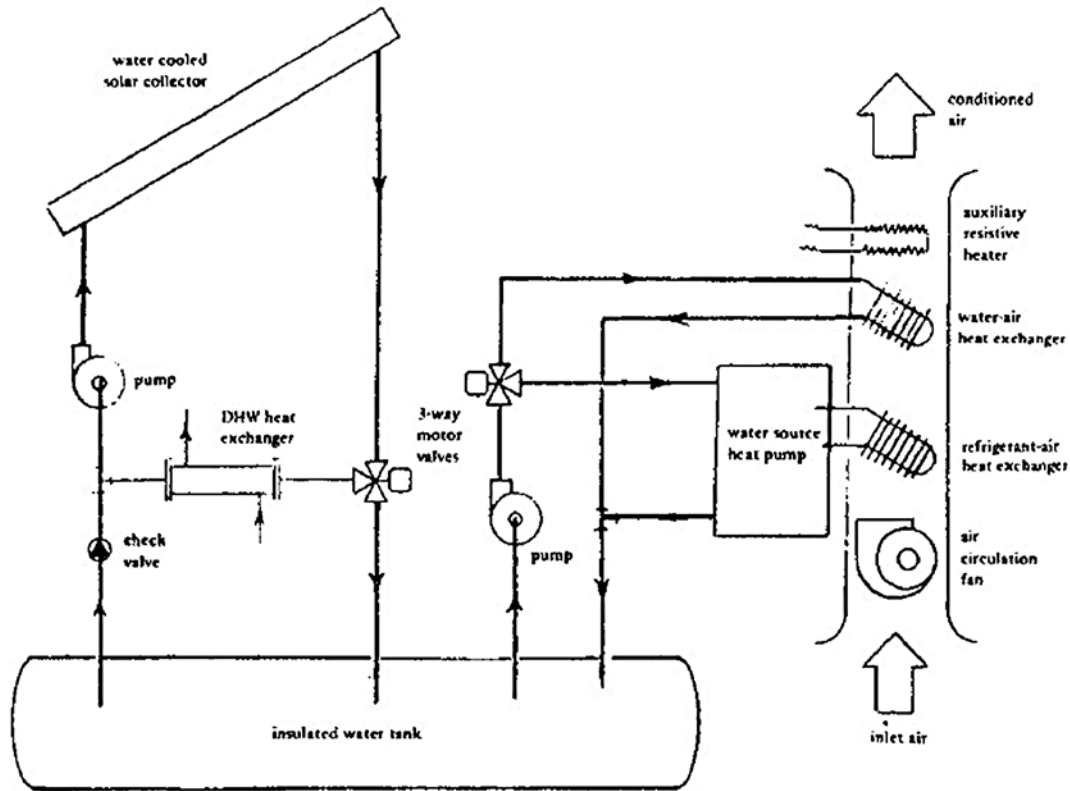 water cooled
solar collector
conditioned
air
auxiliary
resistive
heater
water-air
heat exchanger
pump
DHW heat
exchanger
3-way
motor
valves
water source
heat pump
refrigerant-air
heat exchanger
check
valve
pump
air
circulation
fan
insulated water tank
inlet air